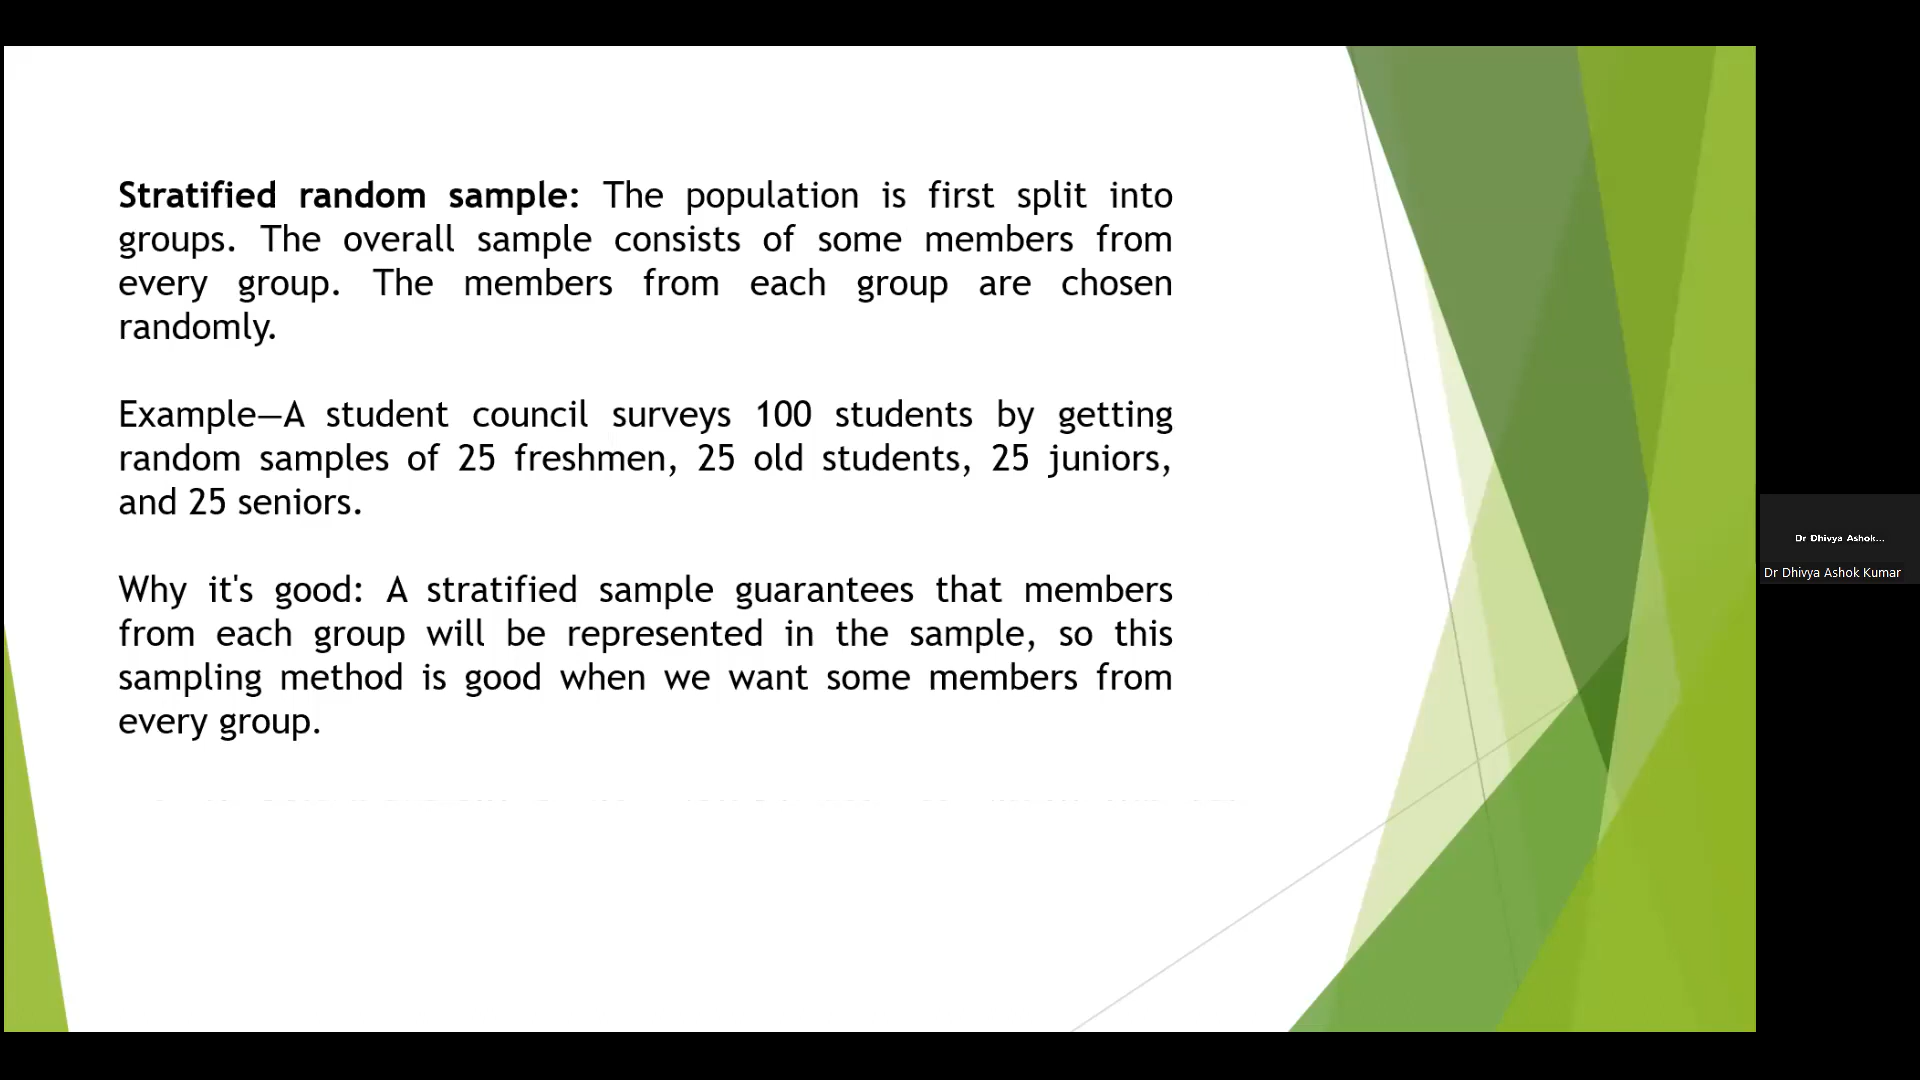 Stratified random sample: The population is first split into
groups. The overall sample consists of some members from
every group. The members from each group are chosen
randomly.
Example—A student council surveys 100 students by getting
random samples of 25 freshmen, 25 old students, 25 juniors,
and 25 seniors.
Why it's good: A stratified sample guarantees that members
from each group will be represented in the sample, so this
sampling method is good when we want some members from
every group.
Dr Dhivya Ashok...
Dr Dhivya Ashok Kumar